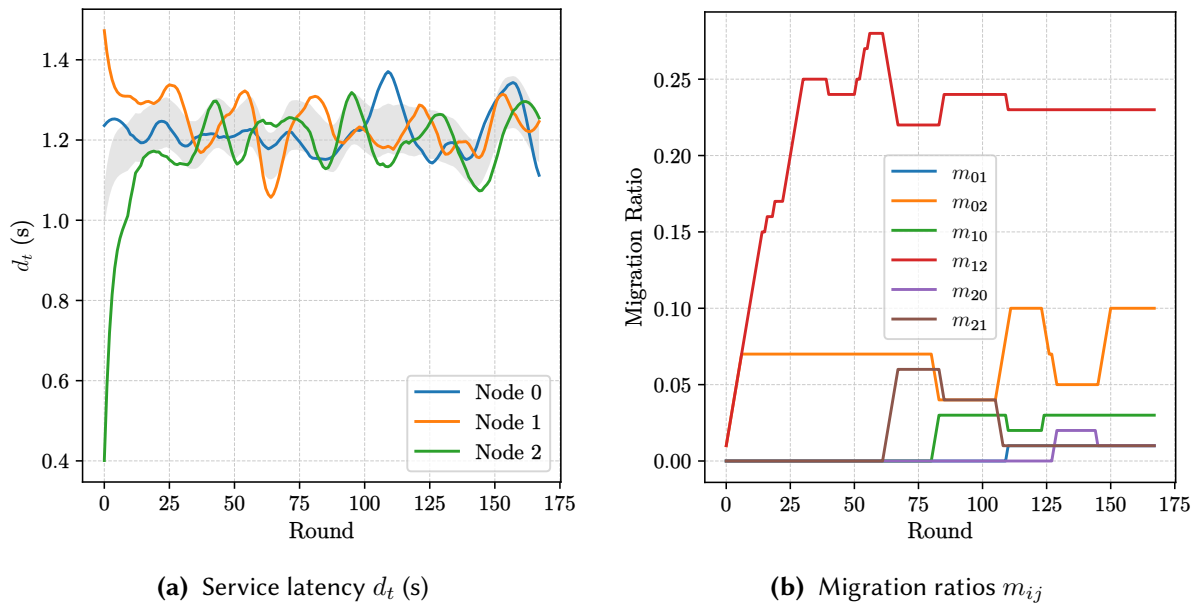 1.4
1.2
1.0
0.8
0.6
0.4
d_t (s)
0 25 50 75 100 125 150 175
Round
Node 0
Node 1
Node 2
(a) Service latency d_t (s)
0.25
0.20
0.15
0.10
0.05
0.00
Migration Ratio
0 25 50 75 100 125 150 175
Round
m_01
m_02
m_10
m_12
m_20
m_21
(b) Migration ratios m_ij